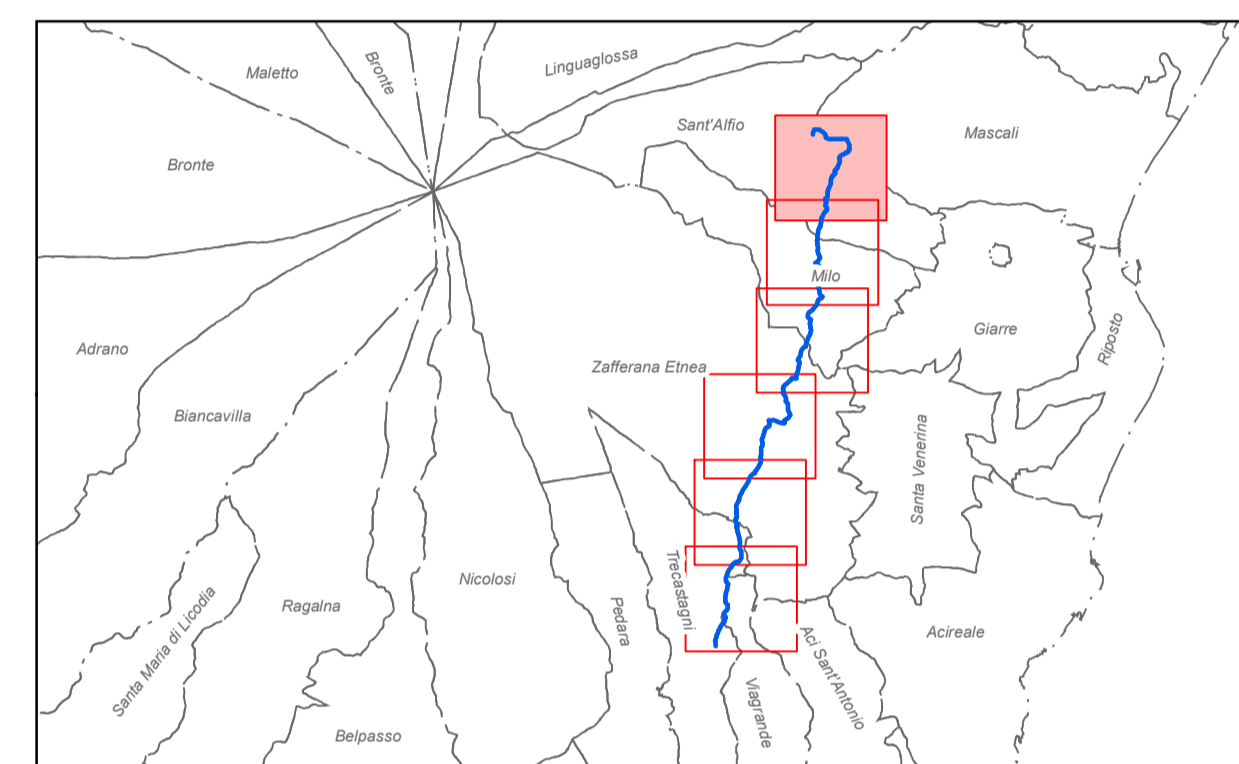 Linguaglossa
Maletto
Bronte
Sant'Alfio
Mascali
Bronte
Milo
Giarre
Riposto
Adrano
Zafferana Etnea
Biancavilla
Santa Venerina
Nicolosi
Trecastagni
Ragalna
Pedara
Santa Maria di Licodia
Acireale
Aci Sant'Antonio
Viagrande
Belpasso